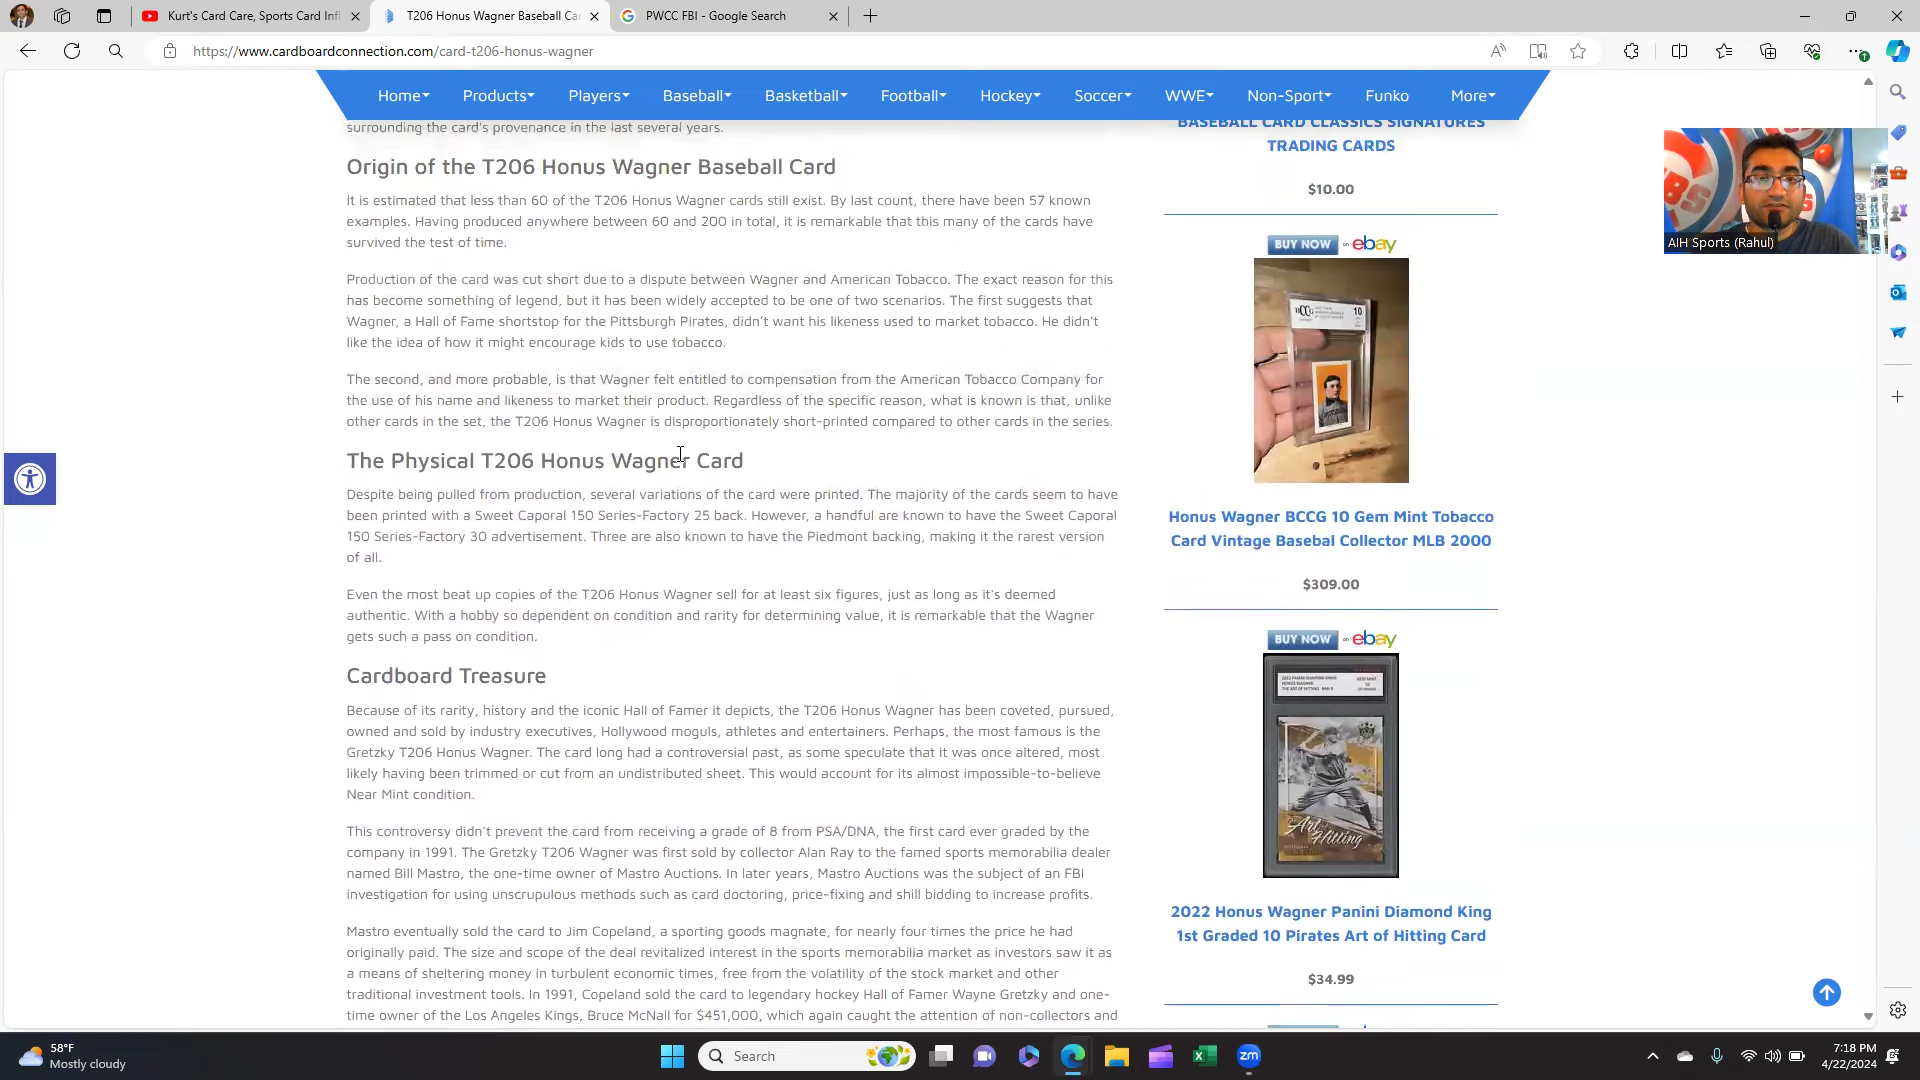 Kurt's Card Care, Sports Card Infl
T206 Honus Wagner Baseball Car
PWCC FBI - Google Search
https://www.cardboardconnection.com/card-t206-honus-wagner
Home Products Players Baseball Basketball Football Hockey Soccer WWE Non-Sport Funko More
surrounding the card's provenance in the last several years.
Origin of the T206 Honus Wagner Baseball Card
It is estimated that less than 60 of the T206 Honus Wagner cards still exist. By last count, there have been 57 known
examples. Having produced anywhere between 60 and 200 in total, it is remarkable that this many of the cards have
survived the test of time.
Production of the card was cut short due to a dispute between Wagner and American Tobacco. The exact reason for this
has become something of legend, but it has been widely accepted to be one of two scenarios. The first suggests that
Wagner, a Hall of Fame shortstop for the Pittsburgh Pirates, didn't want his likeness used to market tobacco. He didn't
like the idea of how it might encourage kids to use tobacco.
The second, and more probable, is that Wagner felt entitled to compensation from the American Tobacco Company for
the use of his name and likeness to market their product. Regardless of the specific reason, what is known is that, unlike
other cards in the set, the T206 Honus Wagner is disproportionately short-printed compared to other cards in the series.
The Physical T206 Honus Wagner Card
Despite being pulled from production, several variations of the card were printed. The majority of the cards seem to have
been printed with a Sweet Caporal 150 Series-Factory 25 back. However, a handful are known to have the Sweet Caporal
150 Series-Factory 30 advertisement. Three are also known to have the Piedmont backing, making it the rarest version
of all.
Even the most beat up copies of the T206 Honus Wagner sell for at least six figures, just as long as it's deemed
authentic. With a hobby so dependent on condition and rarity for determining value, it is remarkable that the Wagner
gets such a pass on condition.
Cardboard Treasure
Because of its rarity, history and the iconic Hall of Famer it depicts, the T206 Honus Wagner has been coveted, pursued,
owned and sold by industry executives, Hollywood moguls, athletes and entertainers. Perhaps, the most famous is the
Gretzky T206 Honus Wagner. The card long had a controversial past, as some speculate that it was once altered, most
likely having been trimmed or cut from an undistributed sheet. This would account for its almost impossible-to-believe
Near Mint condition.
This controversy didn't prevent the card from receiving a grade of 8 from PSA/DNA, the first card ever graded by the
company in 1991. The Gretzky T206 Wagner was first sold by collector Alan Ray to the famed sports memorabilia dealer
named Bill Mastro, the one-time owner of Mastro Auctions. In later years, Mastro Auctions was the subject of an FBI
investigation for using unscrupulous methods such as card doctoring, price-fixing and shill bidding to increase profits.
Mastro eventually sold the card to Jim Copeland, a sporting goods magnate, for nearly four times the price he had
originally paid. The size and scope of the deal revitalized interest in the sports memorabilia market as investors saw it as
a means of sheltering money in turbulent economic times, free from the volatility of the stock market and other
traditional investment tools. In 1991, Copeland sold the card to legendary hockey Hall of Famer Wayne Gretzky and one-
time owner of the Los Angeles Kings, Bruce McNall for $451,000, which again caught the attention of non-collectors and
BASEBALL CARD CLASSICS SIGNATURES
TRADING CARDS
$10.00
BUY NOW on ebay
BCCG 10
Honus Wagner BCCG 10 Gem Mint Tobacco
Card Vintage Basebal Collector MLB 2000
$309.00
BUY NOW on ebay
The Art of Hitting
2022 Honus Wagner Panini Diamond King
1st Graded 10 Pirates Art of Hitting Card
$34.99
AIH Sports (Rahul)
58°F
Mostly cloudy
Search
zm
7:18 PM
4/22/2024